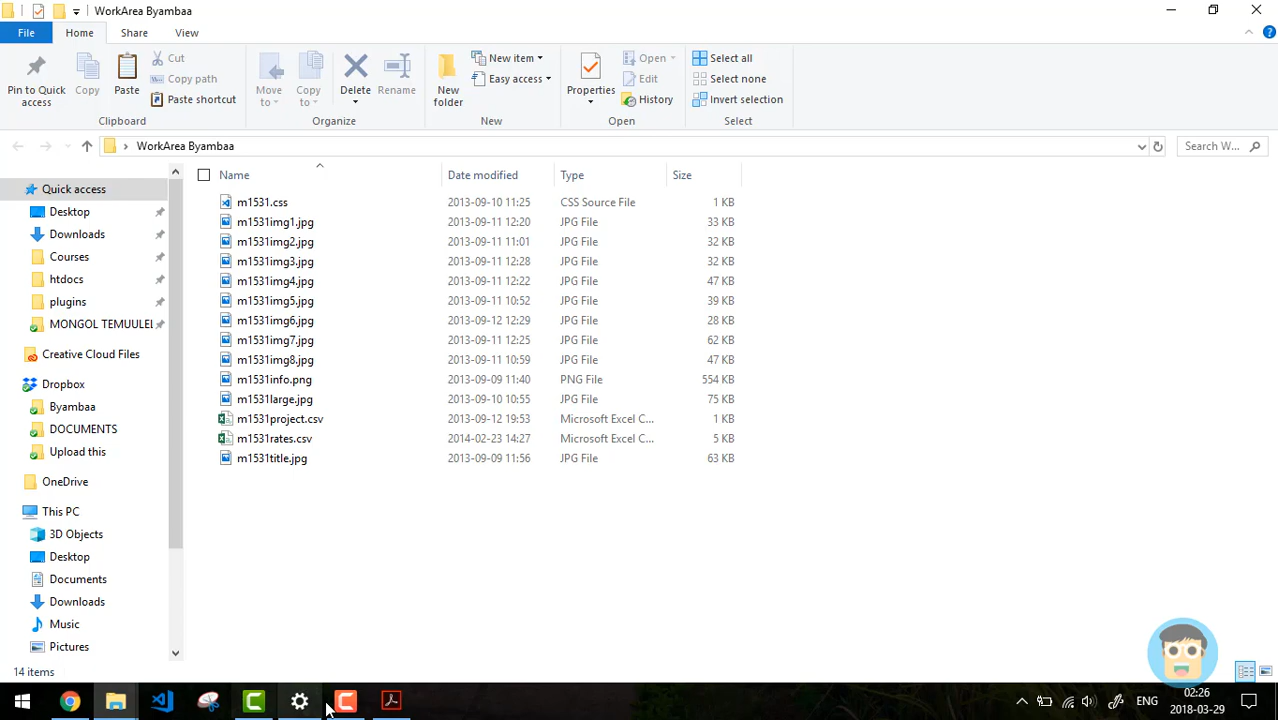 WorkArea Byambaa
File Home Share View
Pin to Quick access
Copy
Paste
Cut
Copy path
Paste shortcut
Clipboard
Move to
Copy to
Delete
Rename
Organize
New folder
New item
Easy access
New
Properties
Open
Edit
History
Open
Select all
Select none
Invert selection
Select
WorkArea Byambaa
Search W...
Name Date modified Type Size
m1531.css 2013-09-10 11:25 CSS Source File 1 KB
m1531img1.jpg 2013-09-11 12:20 JPG File 33 KB
m1531img2.jpg 2013-09-11 11:01 JPG File 32 KB
m1531img3.jpg 2013-09-11 12:28 JPG File 32 KB
m1531img4.jpg 2013-09-11 12:22 JPG File 47 KB
m1531img5.jpg 2013-09-11 10:52 JPG File 39 KB
m1531img6.jpg 2013-09-12 12:29 JPG File 28 KB
m1531img7.jpg 2013-09-11 12:25 JPG File 62 KB
m1531img8.jpg 2013-09-11 10:59 JPG File 47 KB
m1531info.png 2013-09-09 11:40 PNG File 554 KB
m1531large.jpg 2013-09-10 10:55 JPG File 75 KB
m1531project.csv 2013-09-12 19:53 Microsoft Excel C... 1 KB
m1531rates.csv 2014-02-23 14:27 Microsoft Excel C... 5 KB
m1531title.jpg 2013-09-09 11:56 JPG File 63 KB
Quick access
Desktop
Downloads
Courses
htdocs
plugins
MONGOL TEMUULEL
Creative Cloud Files
Dropbox
Byambaa
DOCUMENTS
Upload this
OneDrive
This PC
3D Objects
Desktop
Documents
Downloads
Music
Pictures
14 items
ENG
02:26
2018-03-29